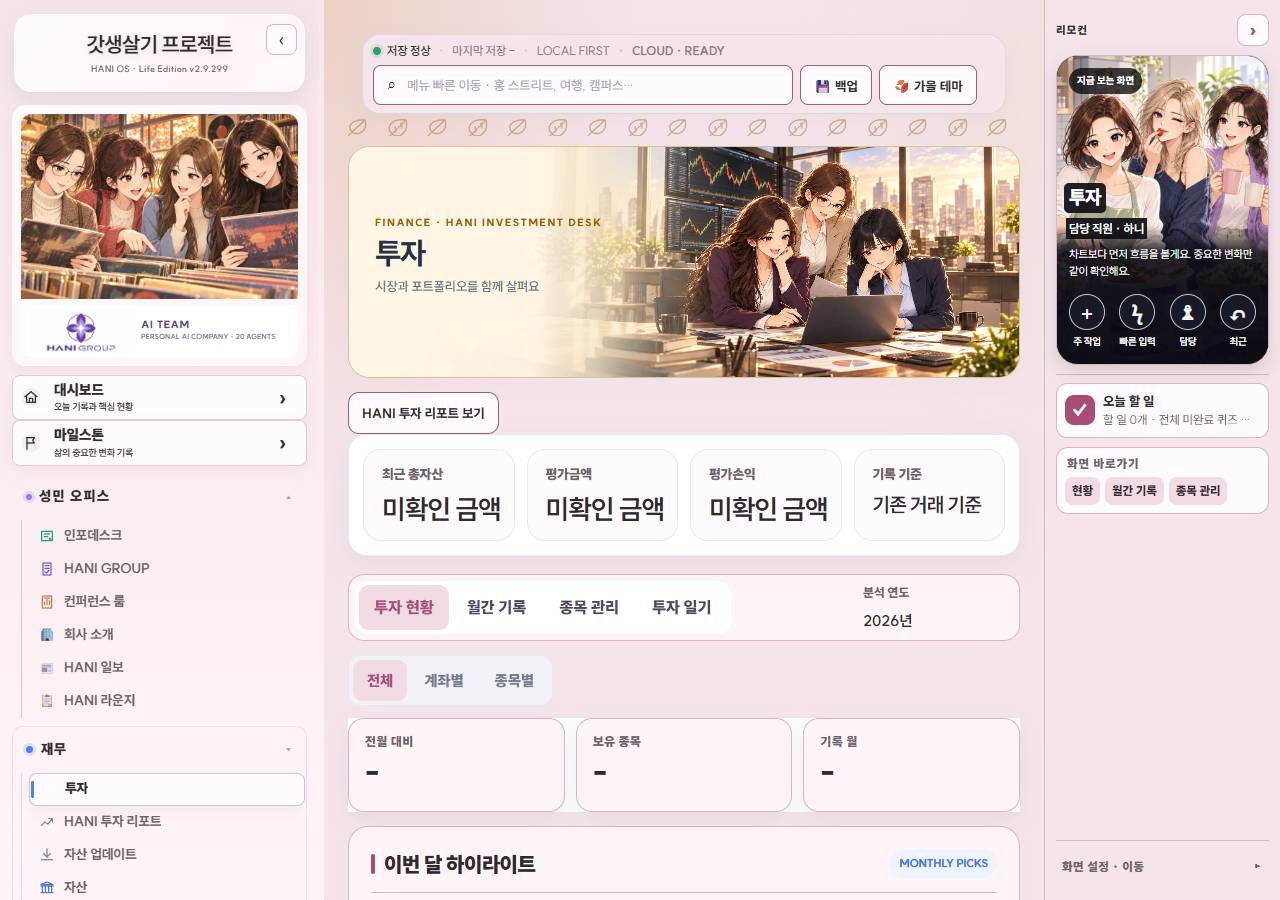 갓생살기 프로젝트
HANI OS · Life Edition v2.9.299
‹
HANI GROUP
AI TEAM
PERSONAL AI COMPANY · 20 AGENTS
대시보드
오늘 기록과 핵심 현황
›
마일스톤
삶의 중요한 변화 기록
›
성민 오피스
인포데스크
HANI GROUP
컨퍼런스 룸
회사 소개
HANI 일보
HANI 라운지
재무
투자
HANI 투자 리포트
자산 업데이트
자산
저장 정상 · 마지막 저장 - · LOCAL FIRST · CLOUD · READY
메뉴 빠른 이동 · 홍 스트리트, 여행, 캠퍼스…
백업
가을 테마
FINANCE · HANI INVESTMENT DESK
투자
시장과 포트폴리오를 함께 살펴요
HANI 투자 리포트 보기
최근 총자산
미확인 금액
평가금액
미확인 금액
평가손익
미확인 금액
기록 기준
기존 거래 기준
투자 현황
월간 기록
종목 관리
투자 일기
분석 연도
2026년
전체
계좌별
종목별
전월 대비
-
보유 종목
-
기록 월
-
이번 달 하이라이트
MONTHLY PICKS
리모컨
›
지금 보는 화면
투자
담당 직원 · 하니
차트보다 먼저 흐름을 볼게요. 중요한 변화만
같이 확인해요.
주 작업
빠른 입력
담당
최근
오늘 할 일
할 일 0개 · 전체 미완료 퀴즈 …
화면 바로가기
현황
월간 기록
종목 관리
화면 설정 · 이동